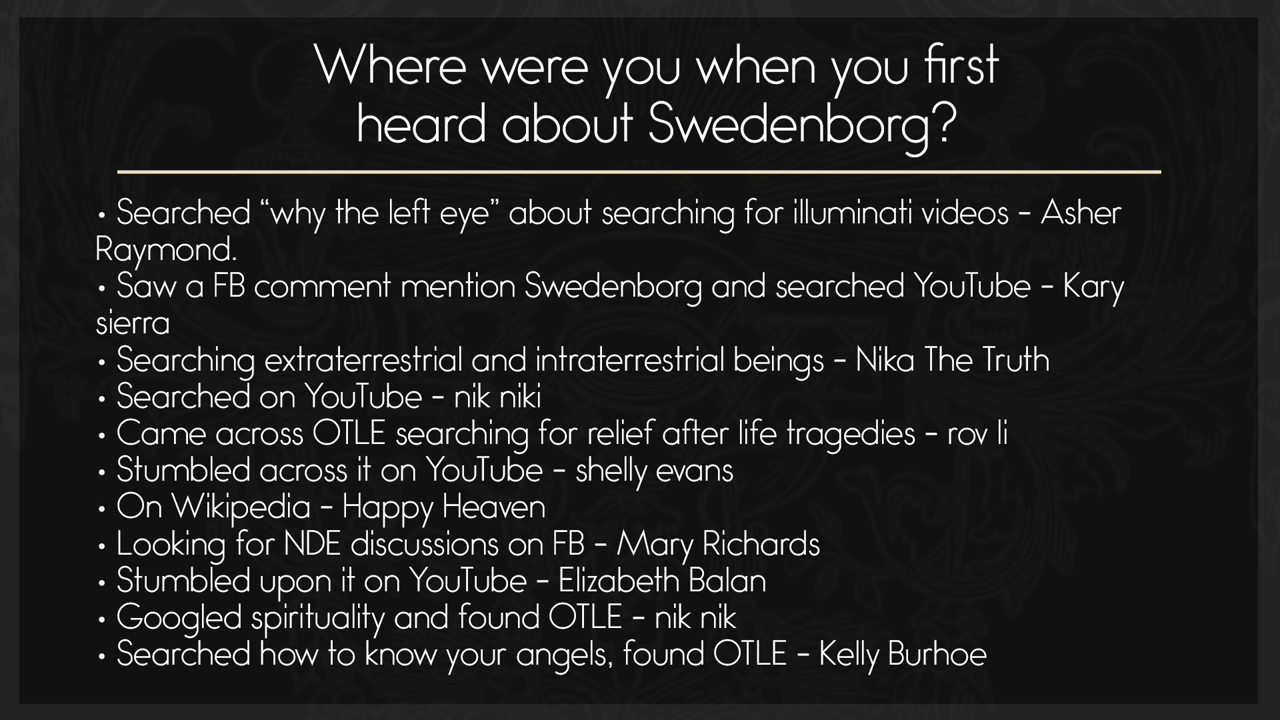 Where were you when you first
heard about Swedenborg?
• Searched “why the left eye” about searching for illuminati videos - Asher
Raymond.
• Saw a FB comment mention Swedenborg and searched YouTube - Kary
sierra
• Searching extraterrestrial and intraterrestrial beings - Nika The Truth
• Searched on YouTube - nik niki
• Came across OTLE searching for relief after life tragedies - rov li
• Stumbled across it on YouTube - shelly evans
• On Wikipedia - Happy Heaven
• Looking for NDE discussions on FB - Mary Richards
• Stumbled upon it on YouTube - Elizabeth Balan
• Googled spirituality and found OTLE - nik nik
• Searched how to know your angels, found OTLE - Kelly Burhoe